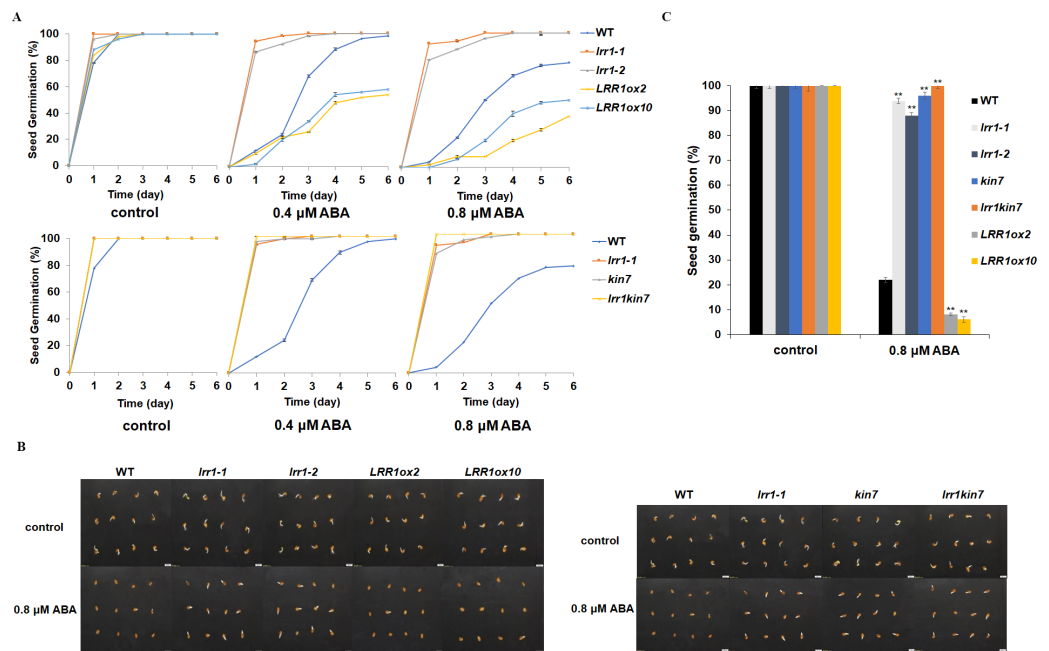 A
Seed Germination (%)
100
80
60
40
20
0
0 1 2 3 4 5 6
Time (day)
control
0 1 2 3 4 5 6
Time (day)
0.4 µM ABA
0 1 2 3 4 5 6
Time (day)
0.8 µM ABA
WT
lrr1-1
lrr1-2
LRR1ox2
LRR1ox10
Seed Germination (%)
100
80
60
40
20
0
0 1 2 3 4 5 6
Time (day)
control
0 1 2 3 4 5 6
Time (day)
0.4 µM ABA
0 1 2 3 4 5 6
Time (day)
0.8 µM ABA
WT
lrr1-1
kin7
lrr1kin7
C
Seed germination (%)
100
90
80
70
60
50
40
30
20
10
0
** ** ** ** ** **
control 0.8 µM ABA
WT
lrr1-1
lrr1-2
kin7
lrr1kin7
LRR1ox2
LRR1ox10
B
WT lrr1-1 lrr1-2 LRR1ox2 LRR1ox10
control
0.8 µM ABA
WT lrr1-1 kin7 lrr1kin7
control
0.8 µM ABA